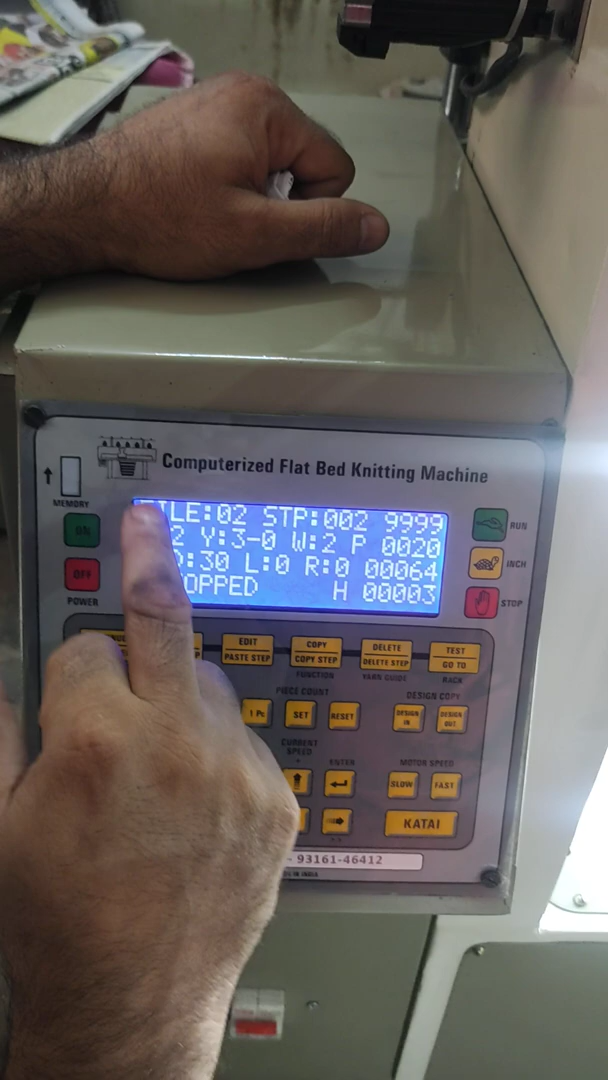 Computerized Flat Bed Knitting Machine
MEMORY
ILE:02 STP:002 9999
2 Y:3-0 W:2 P 0020
:30 L:0 R:0 00064
OPPED H 00003
ON
OFF
POWER
RUN
INCH
STOP
EDIT
PASTE STEP
COPY
COPY STEP
DELETE
DELETE STEP
TEST
GO TO
FUNCTION
YARN GUIDE
RACK
PIECE COUNT
DESIGN COPY
1 Pc
SET
RESET
DESIGN IN
DESIGN OUT
CURRENT SPEED
ENTER
MOTOR SPEED
SLOW
FAST
KATAI
- 93161-46412
IN INDIA